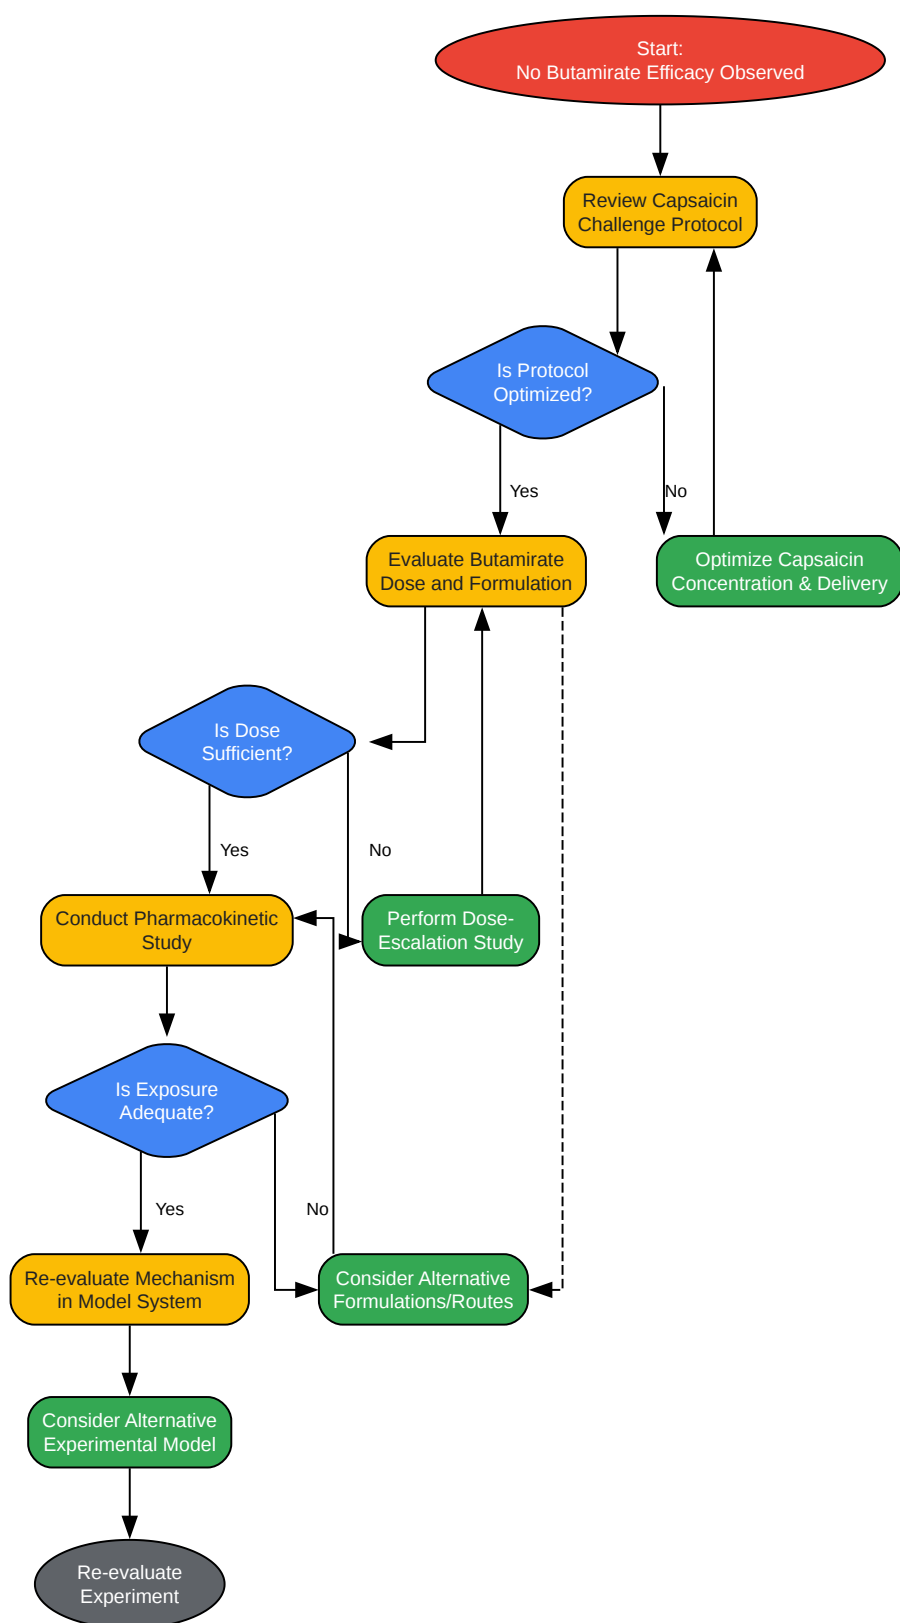 Start:
No Butamirate Efficacy Observed
Review Capsaicin
Challenge Protocol
Is Protocol
Optimized?
Yes
No
Evaluate Butamirate
Dose and Formulation
Optimize Capsaicin
Concentration & Delivery
Is Dose
Sufficient?
Yes
No
Conduct Pharmacokinetic
Study
Perform Dose-
Escalation Study
Is Exposure
Adequate?
Yes
No
Re-evaluate Mechanism
in Model System
Consider Alternative
Formulations/Routes
Consider Alternative
Experimental Model
Re-evaluate
Experiment